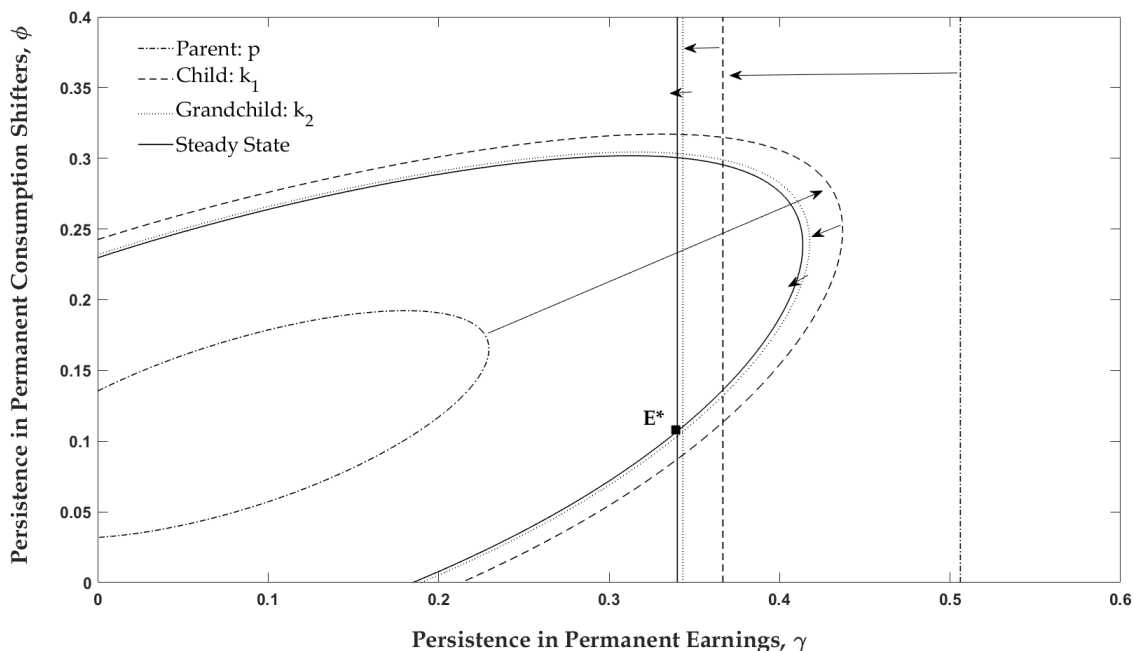 0.4
0.35
0.3
0.25
0.2
0.15
0.1
0.05
0
Persistence in Permanent Consumption Shifters, ϕ
Parent: p
Child: k₁
Grandchild: k₂
Steady State
E*
0 0.1 0.2 0.3 0.4 0.5 0.6
Persistence in Permanent Earnings, γ